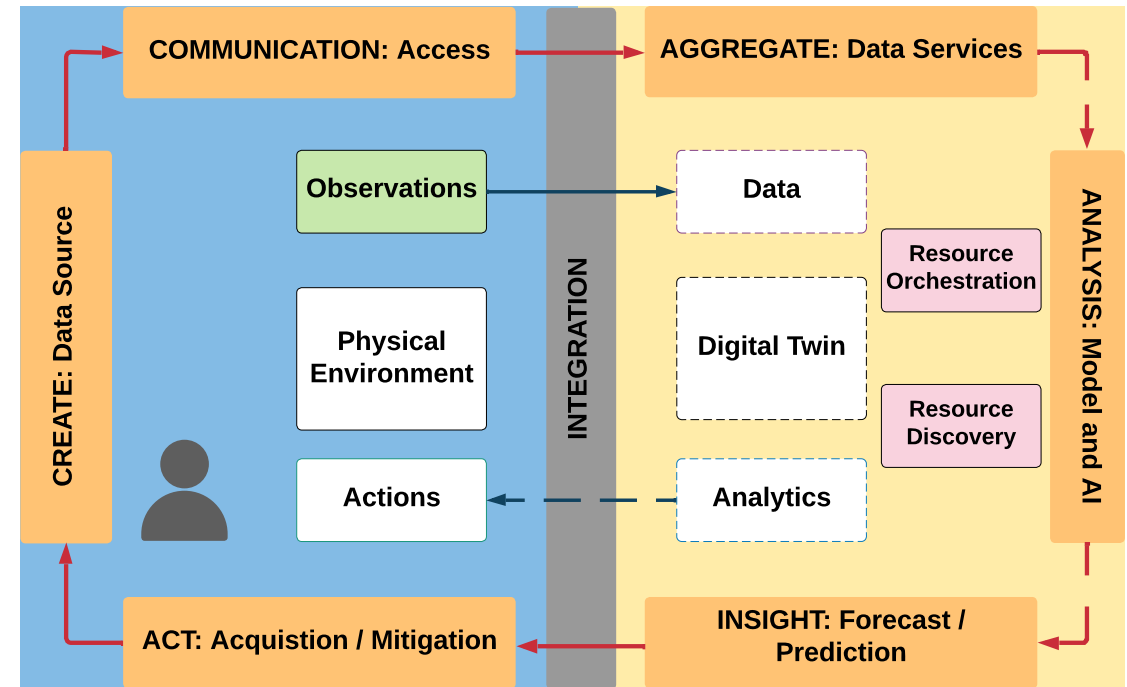 COMMUNICATION: Access
AGGREGATE: Data Services
CREATE: Data Source
Observations
Physical
Environment
Actions
INTEGRATION
Data
Digital Twin
Analytics
Resource
Orchestration
Resource
Discovery
ANALYSIS: Model and AI
ACT: Acquistion / Mitigation
INSIGHT: Forecast /
Prediction